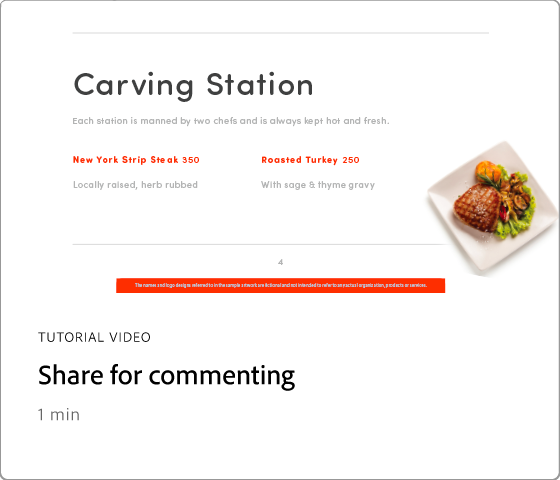 Carving Station
Each station is manned by two chefs and is always kept hot and fresh.
New York Strip Steak 350
Roasted Turkey 250
Locally raised, herb rubbed
With sage & thyme gravy
4
The names and logo designs referred to in the sample artwork are fictional and not intended to refer to any actual organization, products or services.
TUTORIAL VIDEO
Share for commenting
1 min